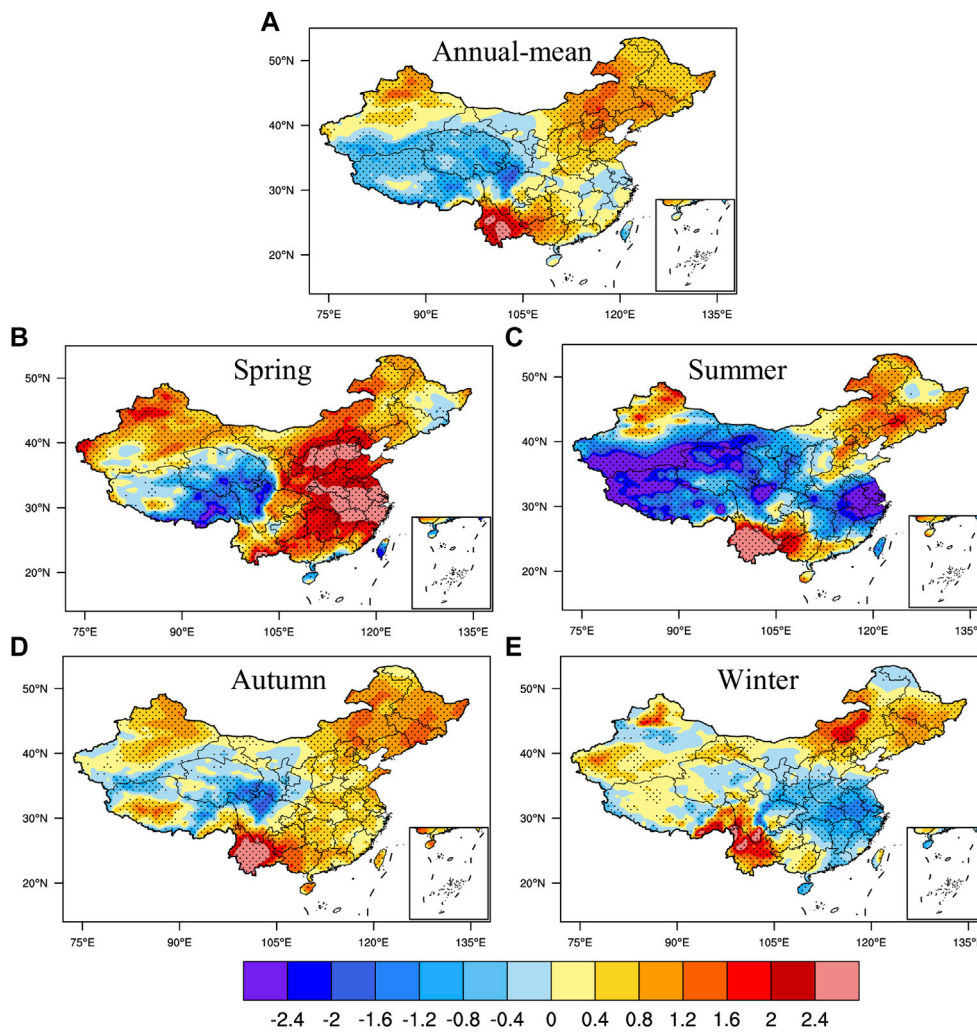 A
Annual-mean
50°N
40°N
30°N
20°N
75°E 90°E 105°E 120°E 135°E
B C
Spring Summer
50°N 50°N
40°N 40°N
30°N 30°N
20°N 20°N
75°E 90°E 105°E 120°E 135°E 75°E 90°E 105°E 120°E 135°E
D E
Autumn Winter
50°N 50°N
40°N 40°N
30°N 30°N
20°N 20°N
75°E 90°E 105°E 120°E 135°E 75°E 90°E 105°E 120°E 135°E
-2.4 -2 -1.6 -1.2 -0.8 -0.4 0 0.4 0.8 1.2 1.6 2 2.4